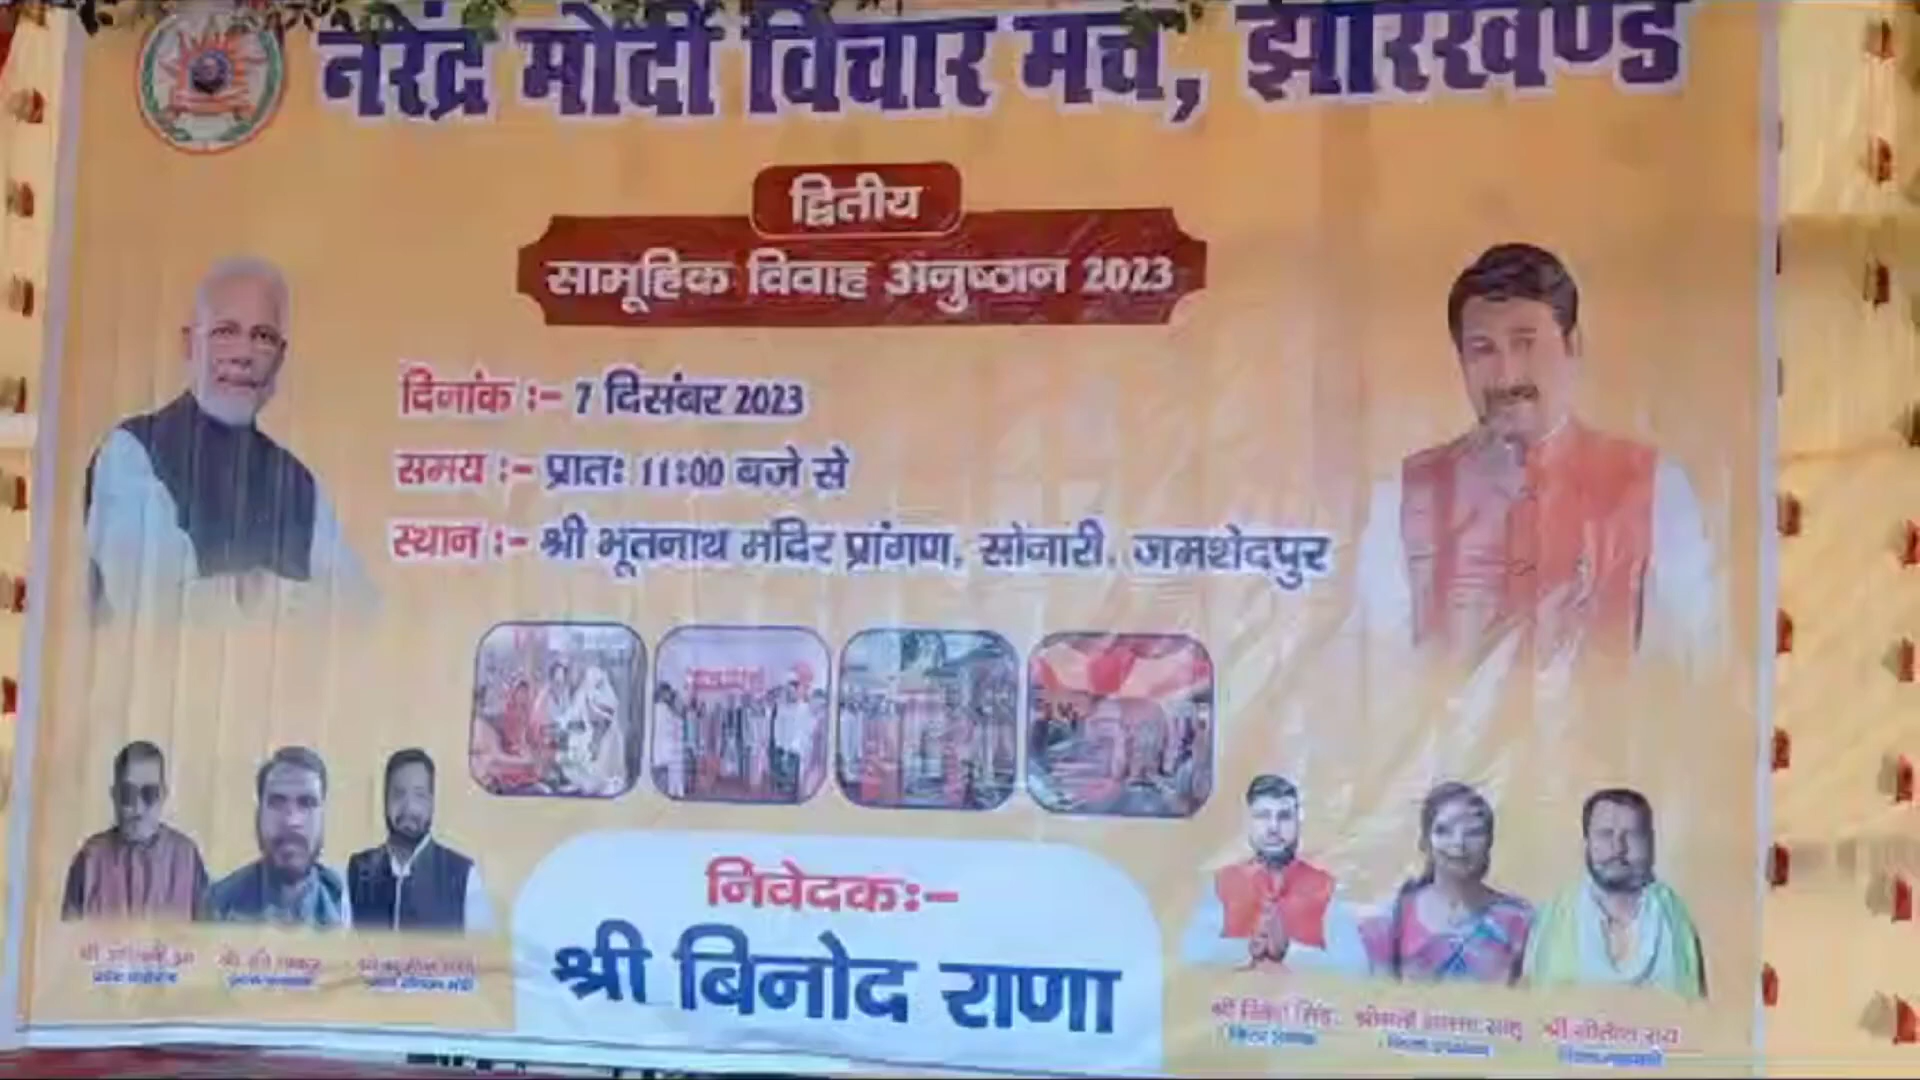 नरेंद्र मोदी विचार मंच, झारखण्ड
द्वितीय
सामूहिक विवाह अनुष्ठान 2023
दिनांक :- 7 दिसंबर 2023
समय :- प्रातः 11:00 बजे से
स्थान :- श्री भूतनाथ मंदिर प्रांगण, सोनारी, जमशेदपुर
निवेदक:-
श्री बिनोद राणा